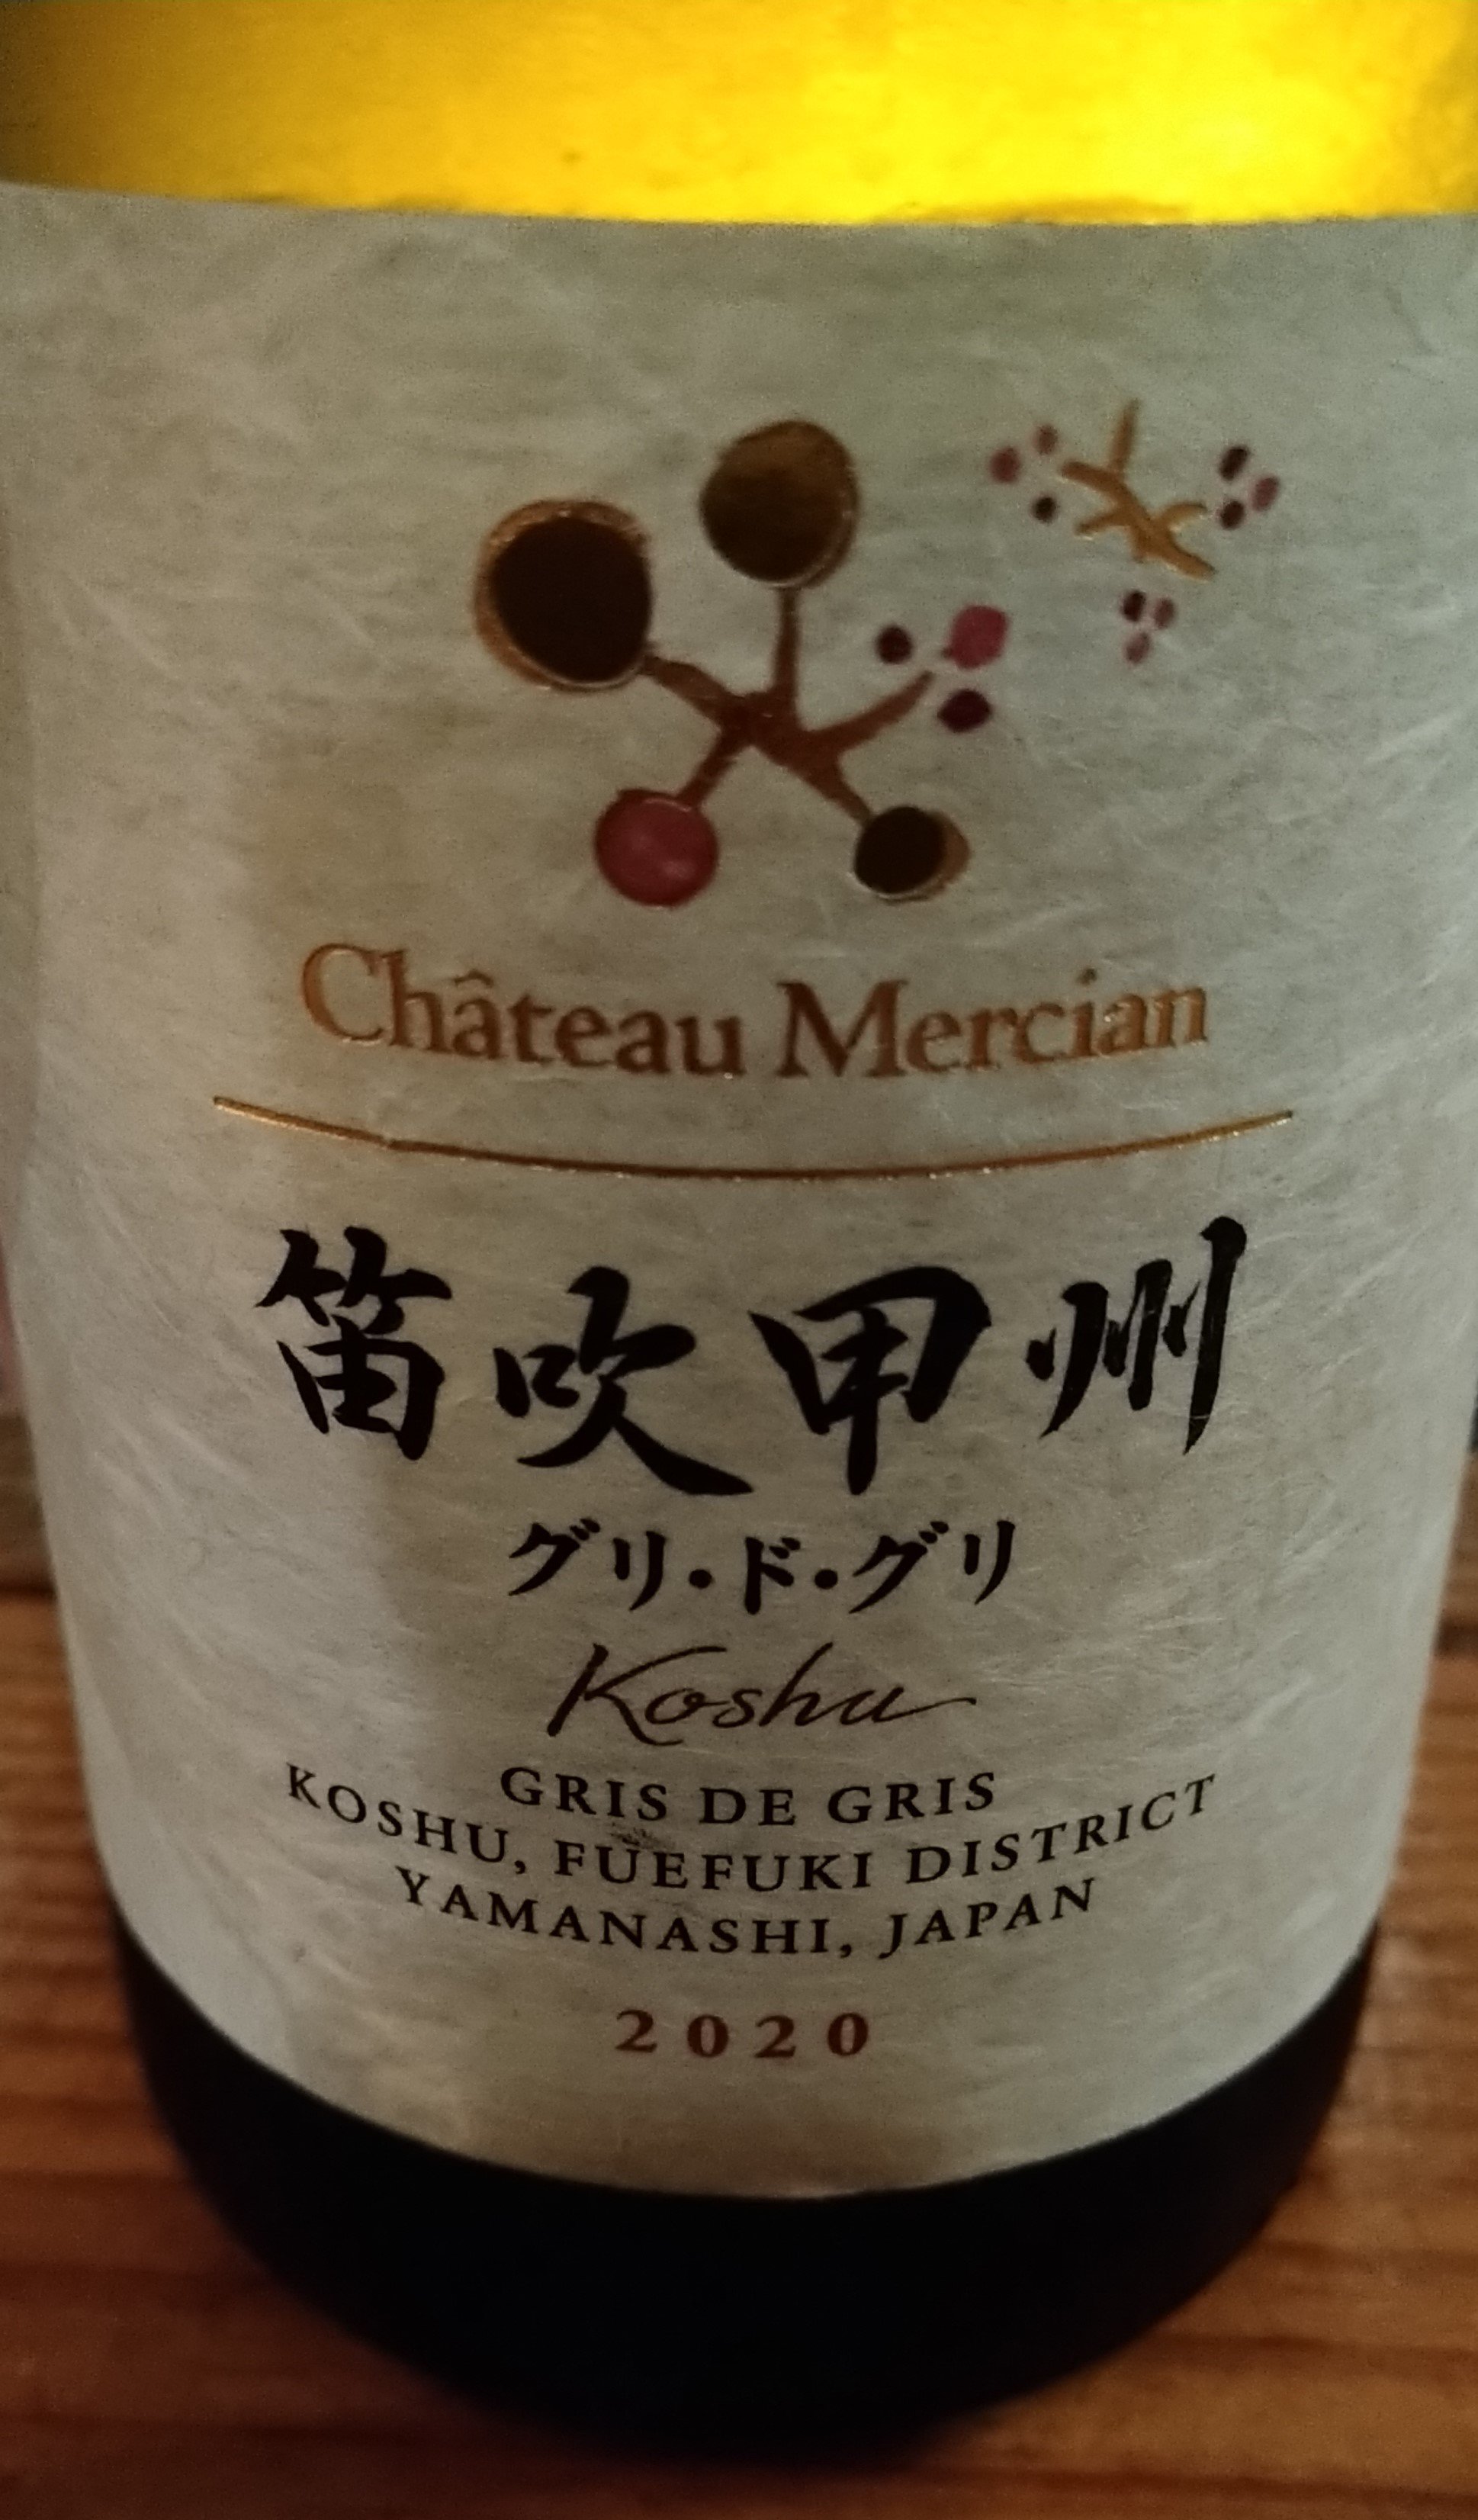 Château Mercian
笛吹甲州
グリ・ド・グリ
Koshu
GRIS DE GRIS
KOSHU, FUEFUKI DISTRICT
YAMANASHI, JAPAN
2020